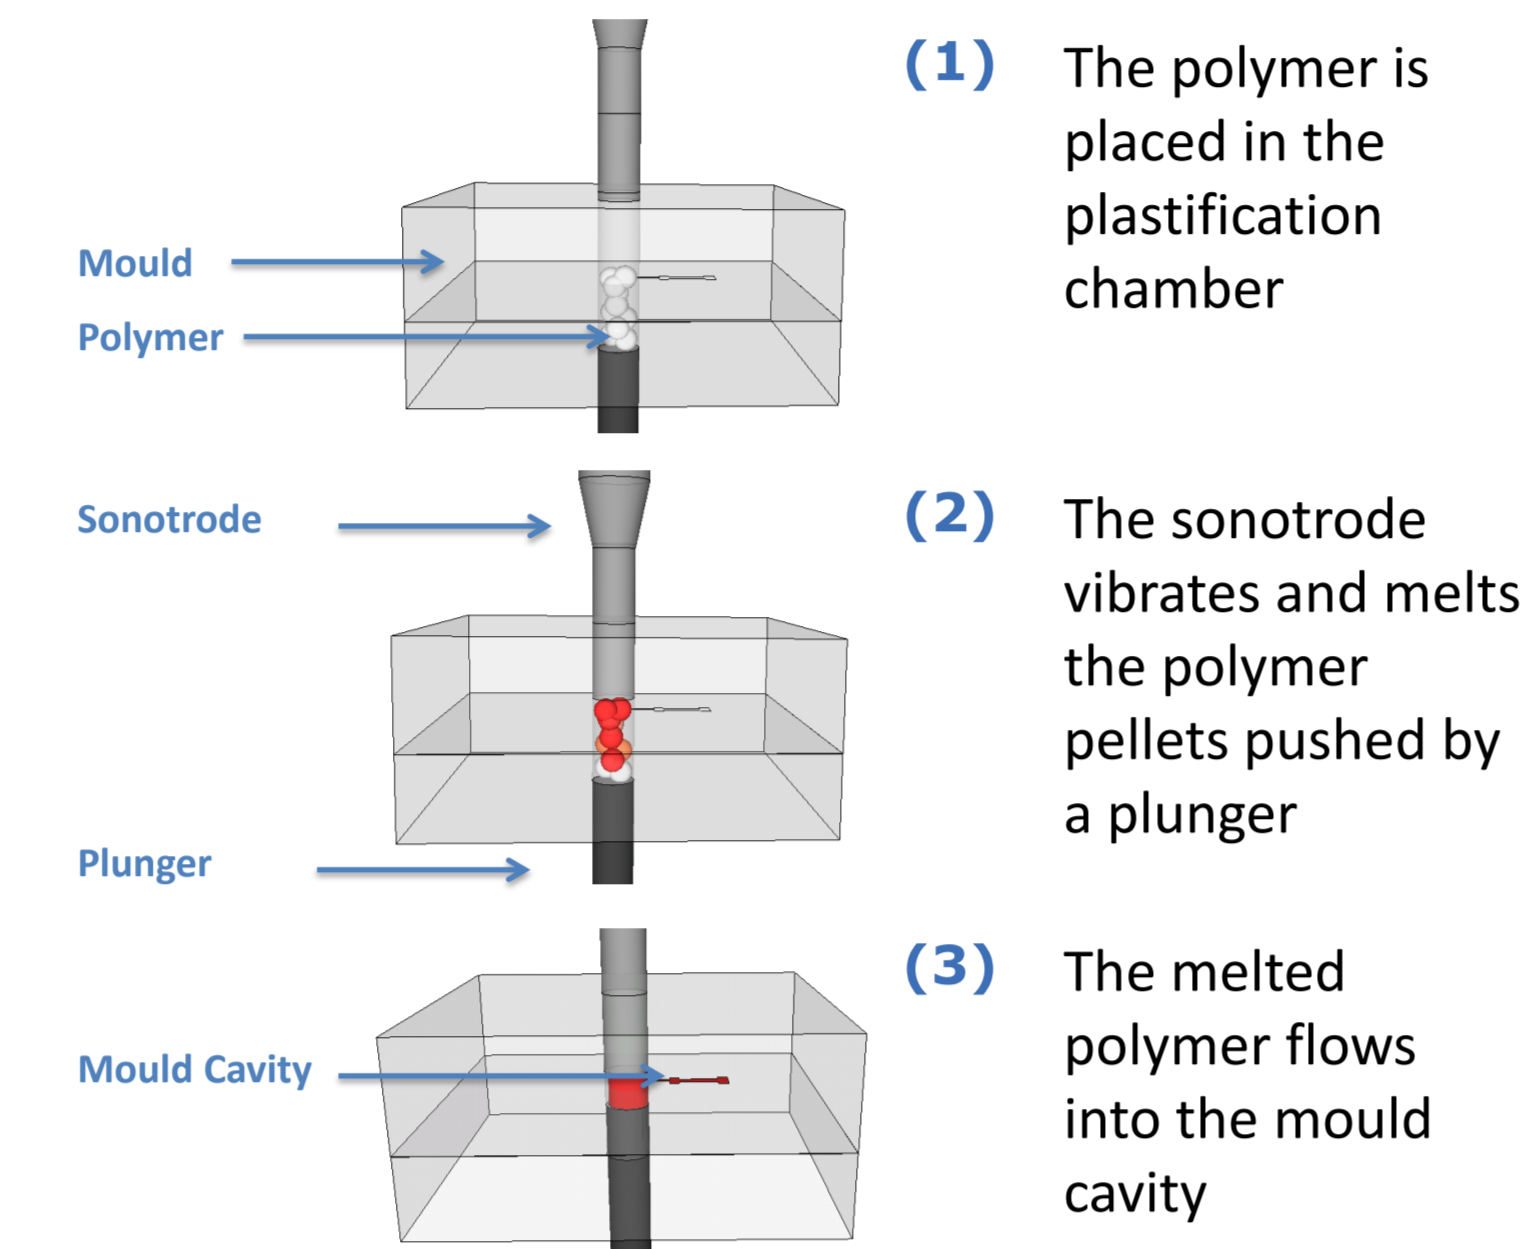 (1) The polymer is
placed in the
plastification
chamber
Mould
Polymer
(2) The sonotrode
vibrates and melts
the polymer
pellets pushed by
a plunger
Sonotrode
Plunger
(3) The melted
polymer flows
into the mould
cavity
Mould Cavity